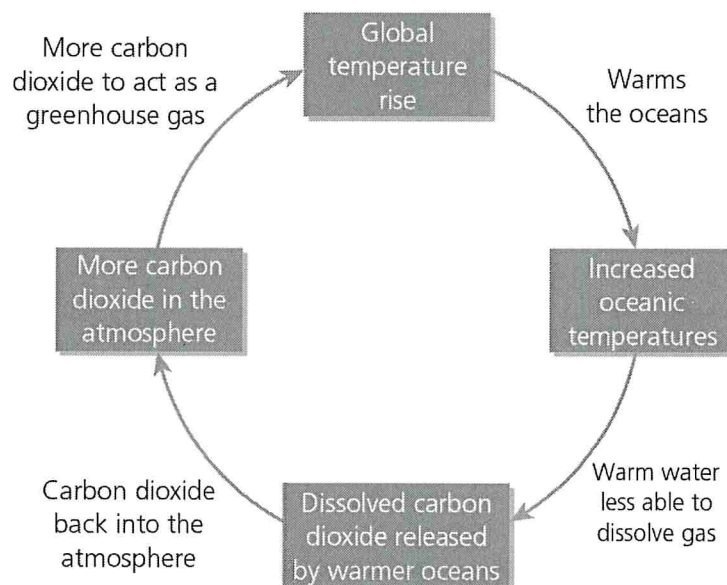 Global
temperature
rise
Warms
the oceans
Increased
oceanic
temperatures
Warm water
less able to
dissolve gas
Dissolved carbon
dioxide released
by warmer oceans
Carbon dioxide
back into the
atmosphere
More carbon
dioxide in the
atmosphere
More carbon
dioxide to act as a
greenhouse gas